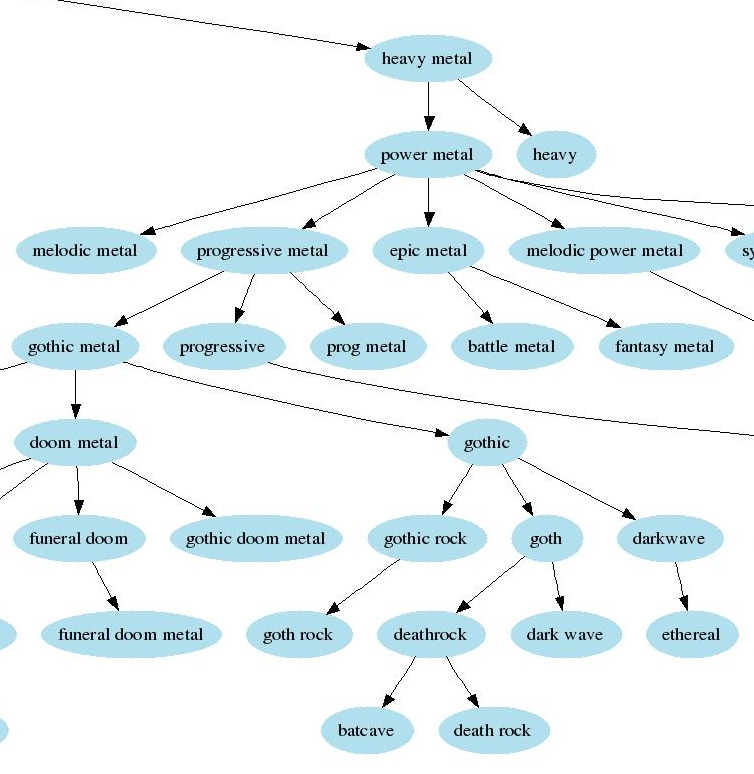 heavy metal
power metal
heavy
melodic metal
progressive metal
epic metal
melodic power metal
sy
gothic metal
progressive
prog metal
battle metal
fantasy metal
doom metal
gothic
funeral doom
gothic doom metal
gothic rock
goth
darkwave
funeral doom metal
goth rock
deathrock
dark wave
ethereal
batcave
death rock